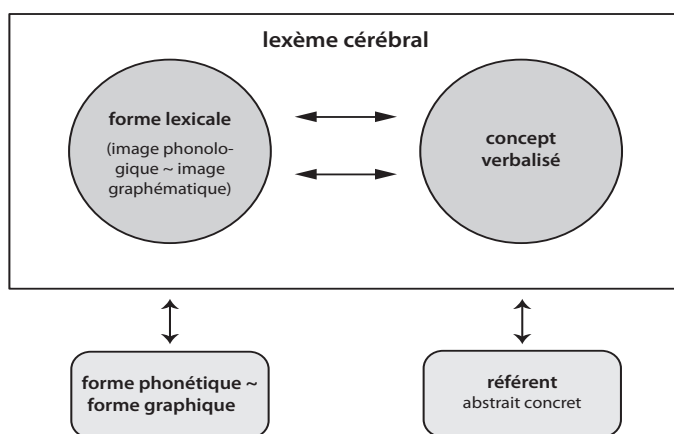 lexème cérébral
forme lexicale
(image phonolo-
gique ~ image
graphématique)
concept
verbalisé
forme phonétique ~
forme graphique
référent
abstrait concret